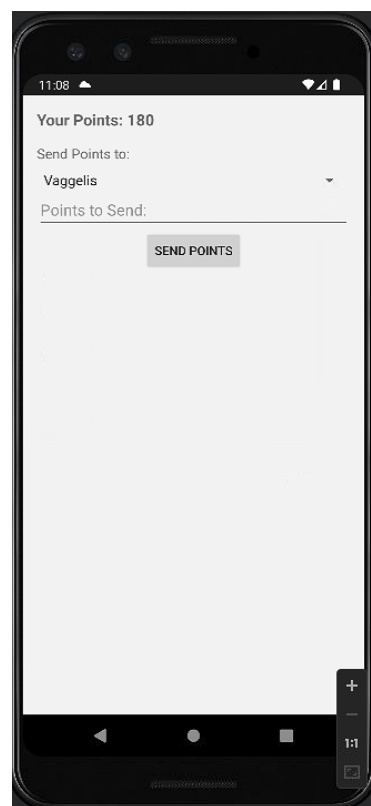 11:08
Your Points: 180
Send Points to:
Vaggelis
Points to Send:
SEND POINTS
1:1